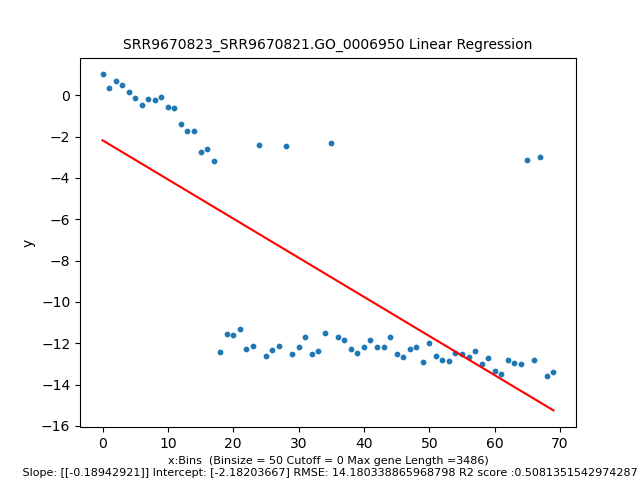 SRR9670823_SRR9670821.GO_0006950 Linear Regression
0
−2
−4
−6
−8
−10
−12
−14
−16
y
0 10 20 30 40 50 60 70
x:Bins  (Binsize = 50 Cutoff = 0 Max gene Length =3486)
Slope: [[-0.18942921]] Intercept: [-2.18203667] RMSE: 14.180338865968798 R2 score :0.5081351542974287